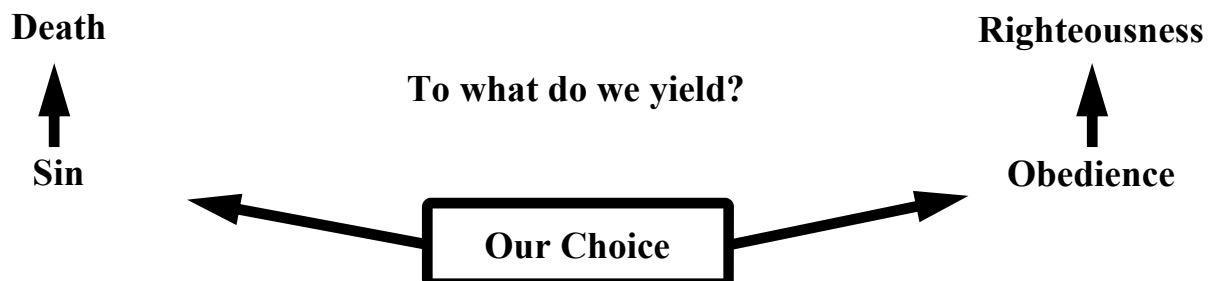 Death
Righteousness
To what do we yield?
Sin
Obedience
Our Choice